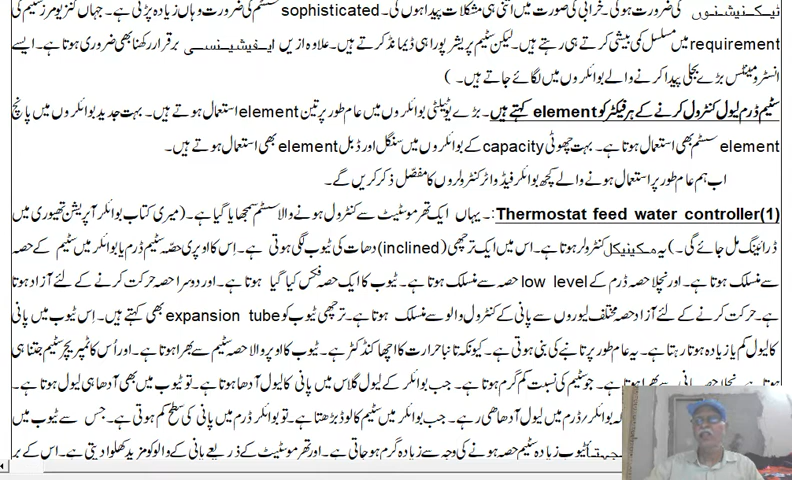 ٹیکنیشنوں کی ضرورت ہو گی۔ خرابی کی صورت میں اتنی ہی مشکلات پیدا ہوں گی۔ sophisticated سسٹم کی ضرورت وہاں زیادہ پڑتی ہے۔ جہاں کنزیومرز سٹیم کی
requirement میں مسلسل کمی بیشی کرتے ہی رہتے ہیں۔ لیکن سٹیم پریشر پورا ہی ڈیمانڈ کرتے ہیں۔ علاوہ ازیں ایفیشینسی برقرار رکھنا بھی ضروری ہوتا ہے۔ ایسے
انسٹرومینٹس بڑے بجلی پیدا کرنے والے بوائلروں میں لگائے جاتے ہیں۔ )
سٹیم ڈرم لیول کنٹرول کرنے کے ہر فیکٹر کو element کہتے ہیں۔ بڑے یوٹیلٹی بوائلروں میں عام طور پر تین element استعمال ہوتے ہیں۔ بہت جدید بوائلروں میں پانچ
element سسٹم بھی استعمال ہوتا ہے۔ بہت چھوٹی capacity کے بوائلروں میں سنگل اور ڈبل element بھی استعمال ہوتے ہیں۔
اب ہم عام طور پر استعمال ہونے والے کچھ بوائلر فیڈ واٹر کنٹرولروں کا مفصّل ذکر کریں گے۔
Thermostat feed water controller(1):۔ یہاں ایک تھرموسٹیٹ سے کنٹرول ہونے والا سسٹم سمجھایا گیا ہے۔ (میری کتاب بوائلر آپریشن تھیوری میں
ڈرائینگ مل جائے گی۔) یہ مکینیکل کنٹرولر ہوتا ہے۔ اس میں ایک ترچھی (inclined) دھات کی ٹیوب لگی ہوتی ہے۔ اِس کا اوپری حصّہ سٹیم ڈرم یا بوائلر میں سٹیم کے حصہ
سے منسلک ہوتا ہے۔ اور نچلا حصہ ڈرم کے low level حصہ سے منسلک ہوتا ہے۔ ٹیوب کا ایک حصہ فکس کیا گیا ہوتا ہے۔ اور دوسرا حصہ حرکت کرنے کے لئے آزاد ہوتا
ہے۔ حرکت کرنے کے لئے آزاد حصہ مختلف لیوروں سے پانی کے کنٹرول والو سے منسلک ہوتا ہے۔ ترچھی ٹیوب کو expansion tube بھی کہتے ہیں۔ اِس ٹیوب میں پانی
کا لیول کم یا زیادہ ہوتا رہتا ہے۔ یہ عام طور پر تانبے کی بنی ہوتی ہے۔ کیونکہ تانبا حرارت کا اچھا کنڈکٹر ہے۔ ٹیوب کا اوپر والا حصہ سٹیم سے بھرا ہوتا ہے۔ اور اُس کا ٹمپریچر سٹیم جتنا ہی
ہوتا ہے۔ نچلا حصہ پانی سے بھرا ہوتا ہے۔ جو سٹیم کی نسبت کم گرم ہوتا ہے۔ جب بوائلر کے لیول گلاس میں پانی کا لیول آدھا ہوتا ہے۔ تو ٹیوب میں بھی آدھا ہی لیول ہوتا ہے۔
کہ بوائلر/ڈرم میں لیول آدھا ہی رہے۔ جب بوائلر میں سٹیم کا لوڈ بڑھتا ہے۔ تو بوائلر ڈرم میں پانی کی سطح کم ہوتی ہے۔ جس سے ٹیوب میں
ٹیوب زیادہ سٹیم حصہ ہونے کی وجہ سے زیادہ گرم ہو جاتی ہے۔ اور تھرموسٹیٹ کے ذریعے پانی کے والو کو مزید کھلوا دیتی ہے۔ اس کے بر